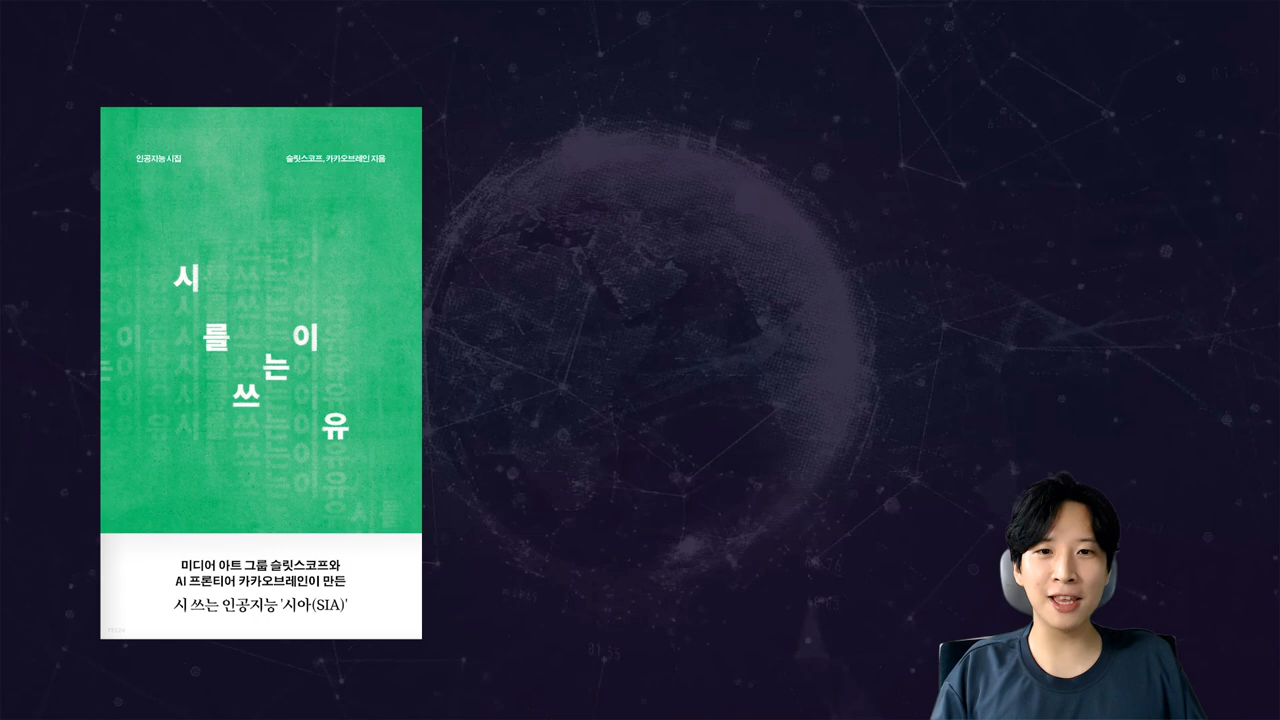 인공지능 시집
슬릿스코프, 카카오브레인 지음
시
를
쓰
는
이
유
미디어 아트 그룹 슬릿스코프와
AI 프론티어 카카오브레인이 만든
시 쓰는 인공지능 '시아(SIA)'